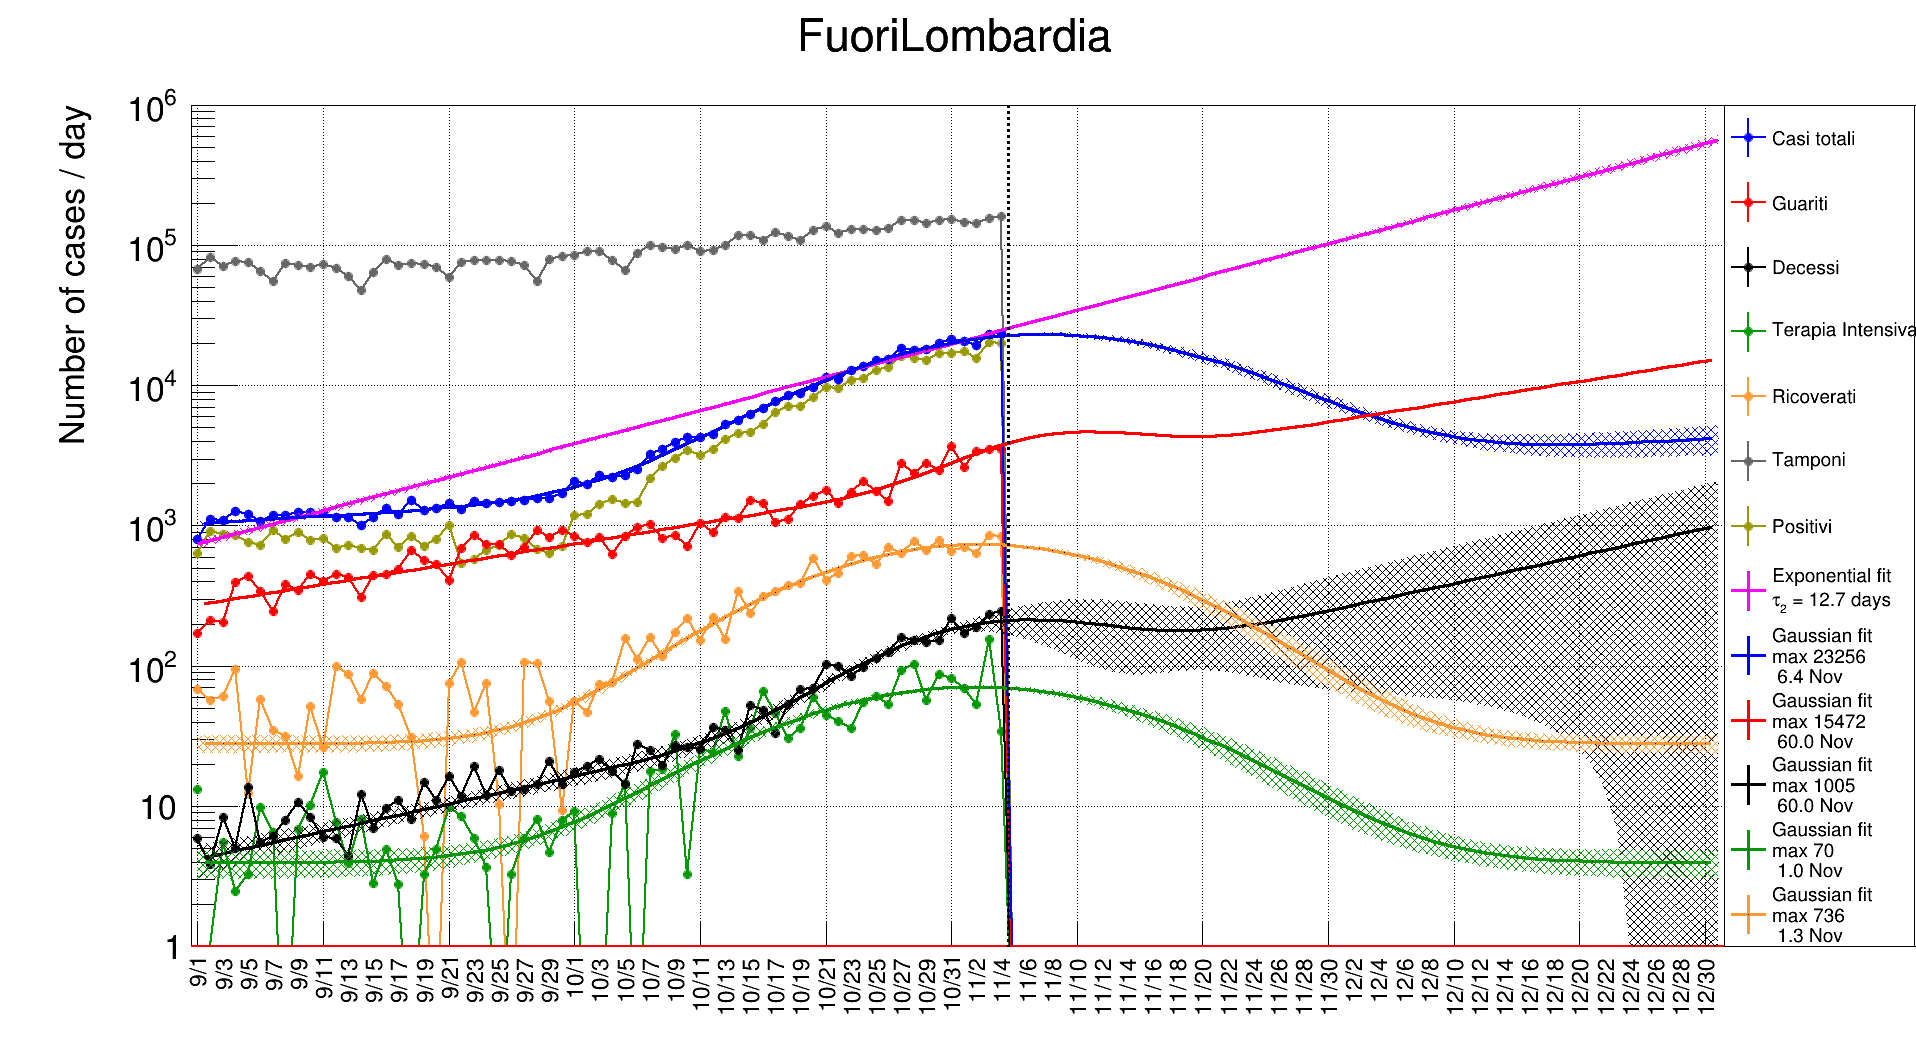 FuoriLombardia
Number of cases / day
10^6
10^5
10^4
10^3
10^2
10
1
9/1
9/3
9/5
9/7
9/9
9/11
9/13
9/15
9/17
9/19
9/21
9/23
9/25
9/27
9/29
10/1
10/3
10/5
10/7
10/9
10/11
10/13
10/15
10/17
10/19
10/21
10/23
10/25
10/27
10/29
10/31
11/2
11/4
11/6
11/8
11/10
11/12
11/14
11/16
11/18
11/20
11/22
11/24
11/26
11/28
11/30
12/2
12/4
12/6
12/8
12/10
12/12
12/14
12/16
12/18
12/20
12/22
12/24
12/26
12/28
12/30
Casi totali
Guariti
Decessi
Terapia Intensiva
Ricoverati
Tamponi
Positivi
Exponential fit
τ₂ = 12.7 days
Gaussian fit
max 23256
6.4 Nov
Gaussian fit
max 15472
60.0 Nov
Gaussian fit
max 1005
60.0 Nov
Gaussian fit
max 70
1.0 Nov
Gaussian fit
max 736
1.3 Nov